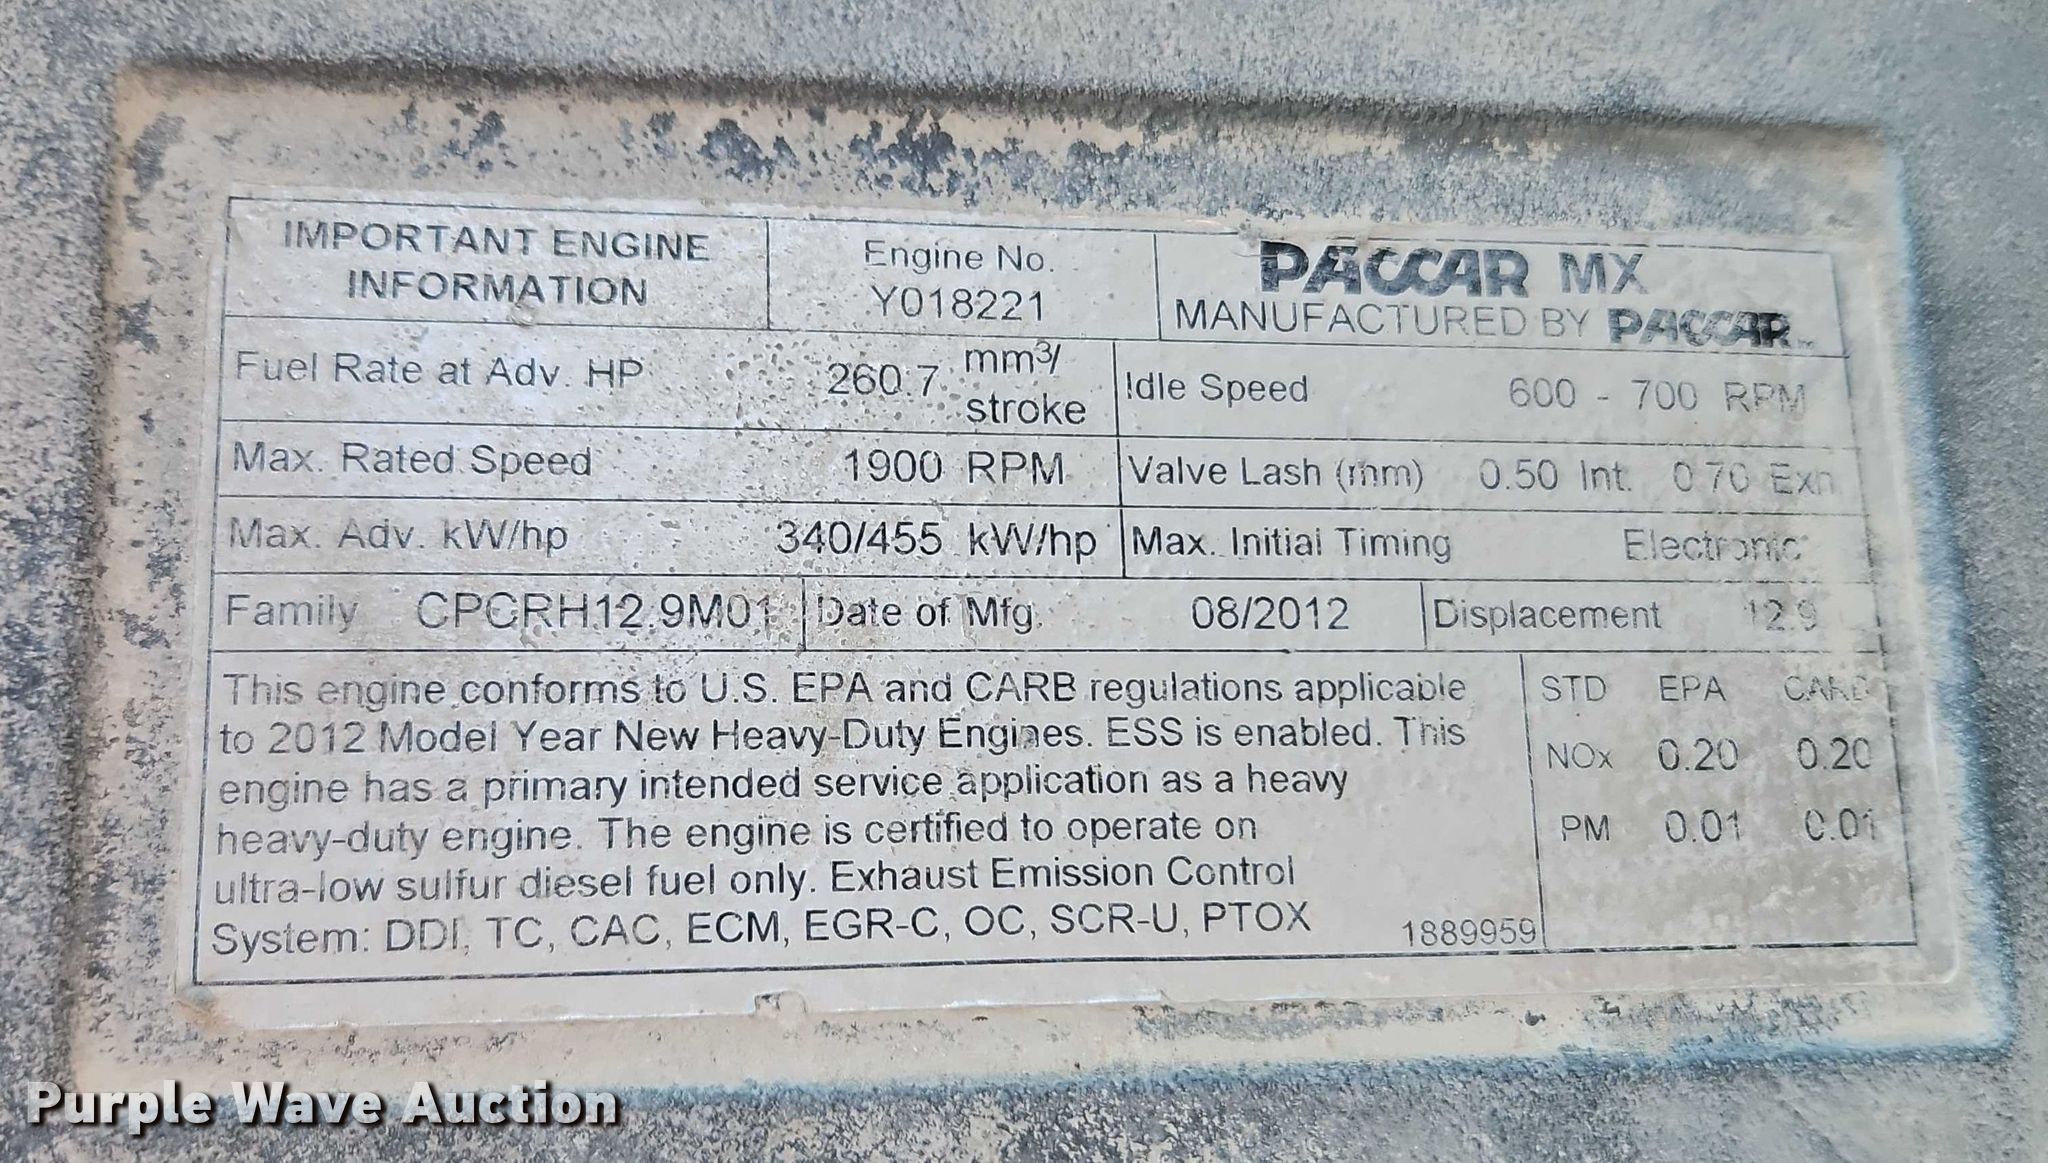 IMPORTANT ENGINE
INFORMATION
Engine No.
Y018221
PACCAR MX
MANUFACTURED BY PACCAR
Fuel Rate at Adv. HP 260.7 mm³/
stroke
Idle Speed 600 - 700 RPM
Max. Rated Speed 1900 RPM
Valve Lash (mm) 0.50 Int. 0.70 Exh
Max. Adv. kW/hp 340/455 kW/hp
Max. Initial Timing Electronic
Family CPCRH12.9M01
Date of Mfg. 08/2012
Displacement 12.9
This engine conforms to U.S. EPA and CARB regulations applicable
to 2012 Model Year New Heavy-Duty Engines. ESS is enabled. This
engine has a primary intended service application as a heavy
heavy-duty engine. The engine is certified to operate on
ultra-low sulfur diesel fuel only. Exhaust Emission Control
System: DDI, TC, CAC, ECM, EGR-C, OC, SCR-U, PTOX
1889959
STD EPA CARB
NOx 0.20 0.20
PM 0.01 0.01
Purple Wave Auction